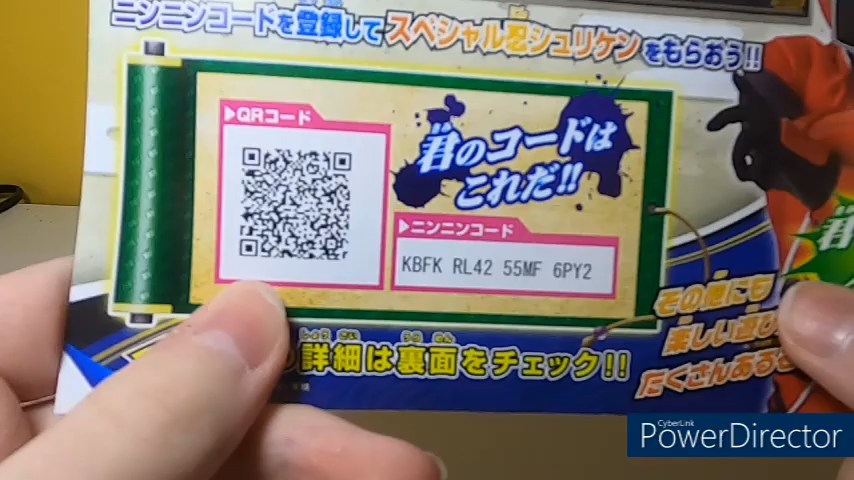 ニンニンコードを登録してスペシャル忍シュリケンをもらおう!!
▶QRコード
君のコードは
これだ!!
▶ニンニンコード
KBFK RL42 55MF 6PY2
その他にも
楽しい遊び
たくさんある
詳細は裏面をチェック!!
君
CyberLink
PowerDirector